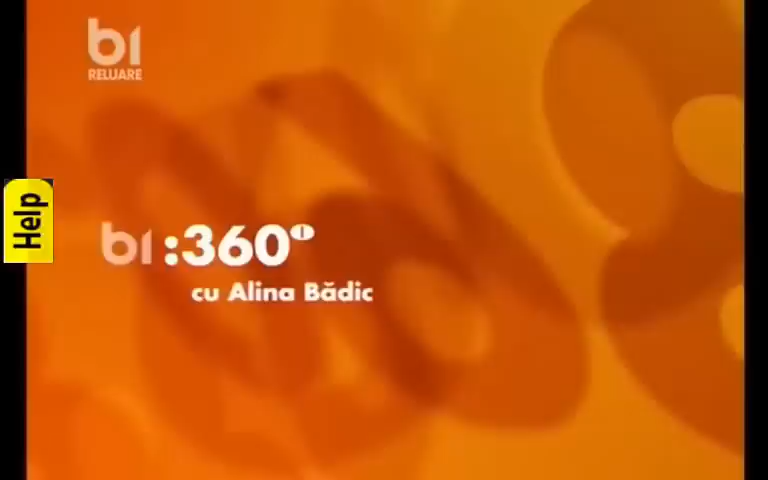 b1
RELUARE
Help
b1 :360°
cu Alina Bădic